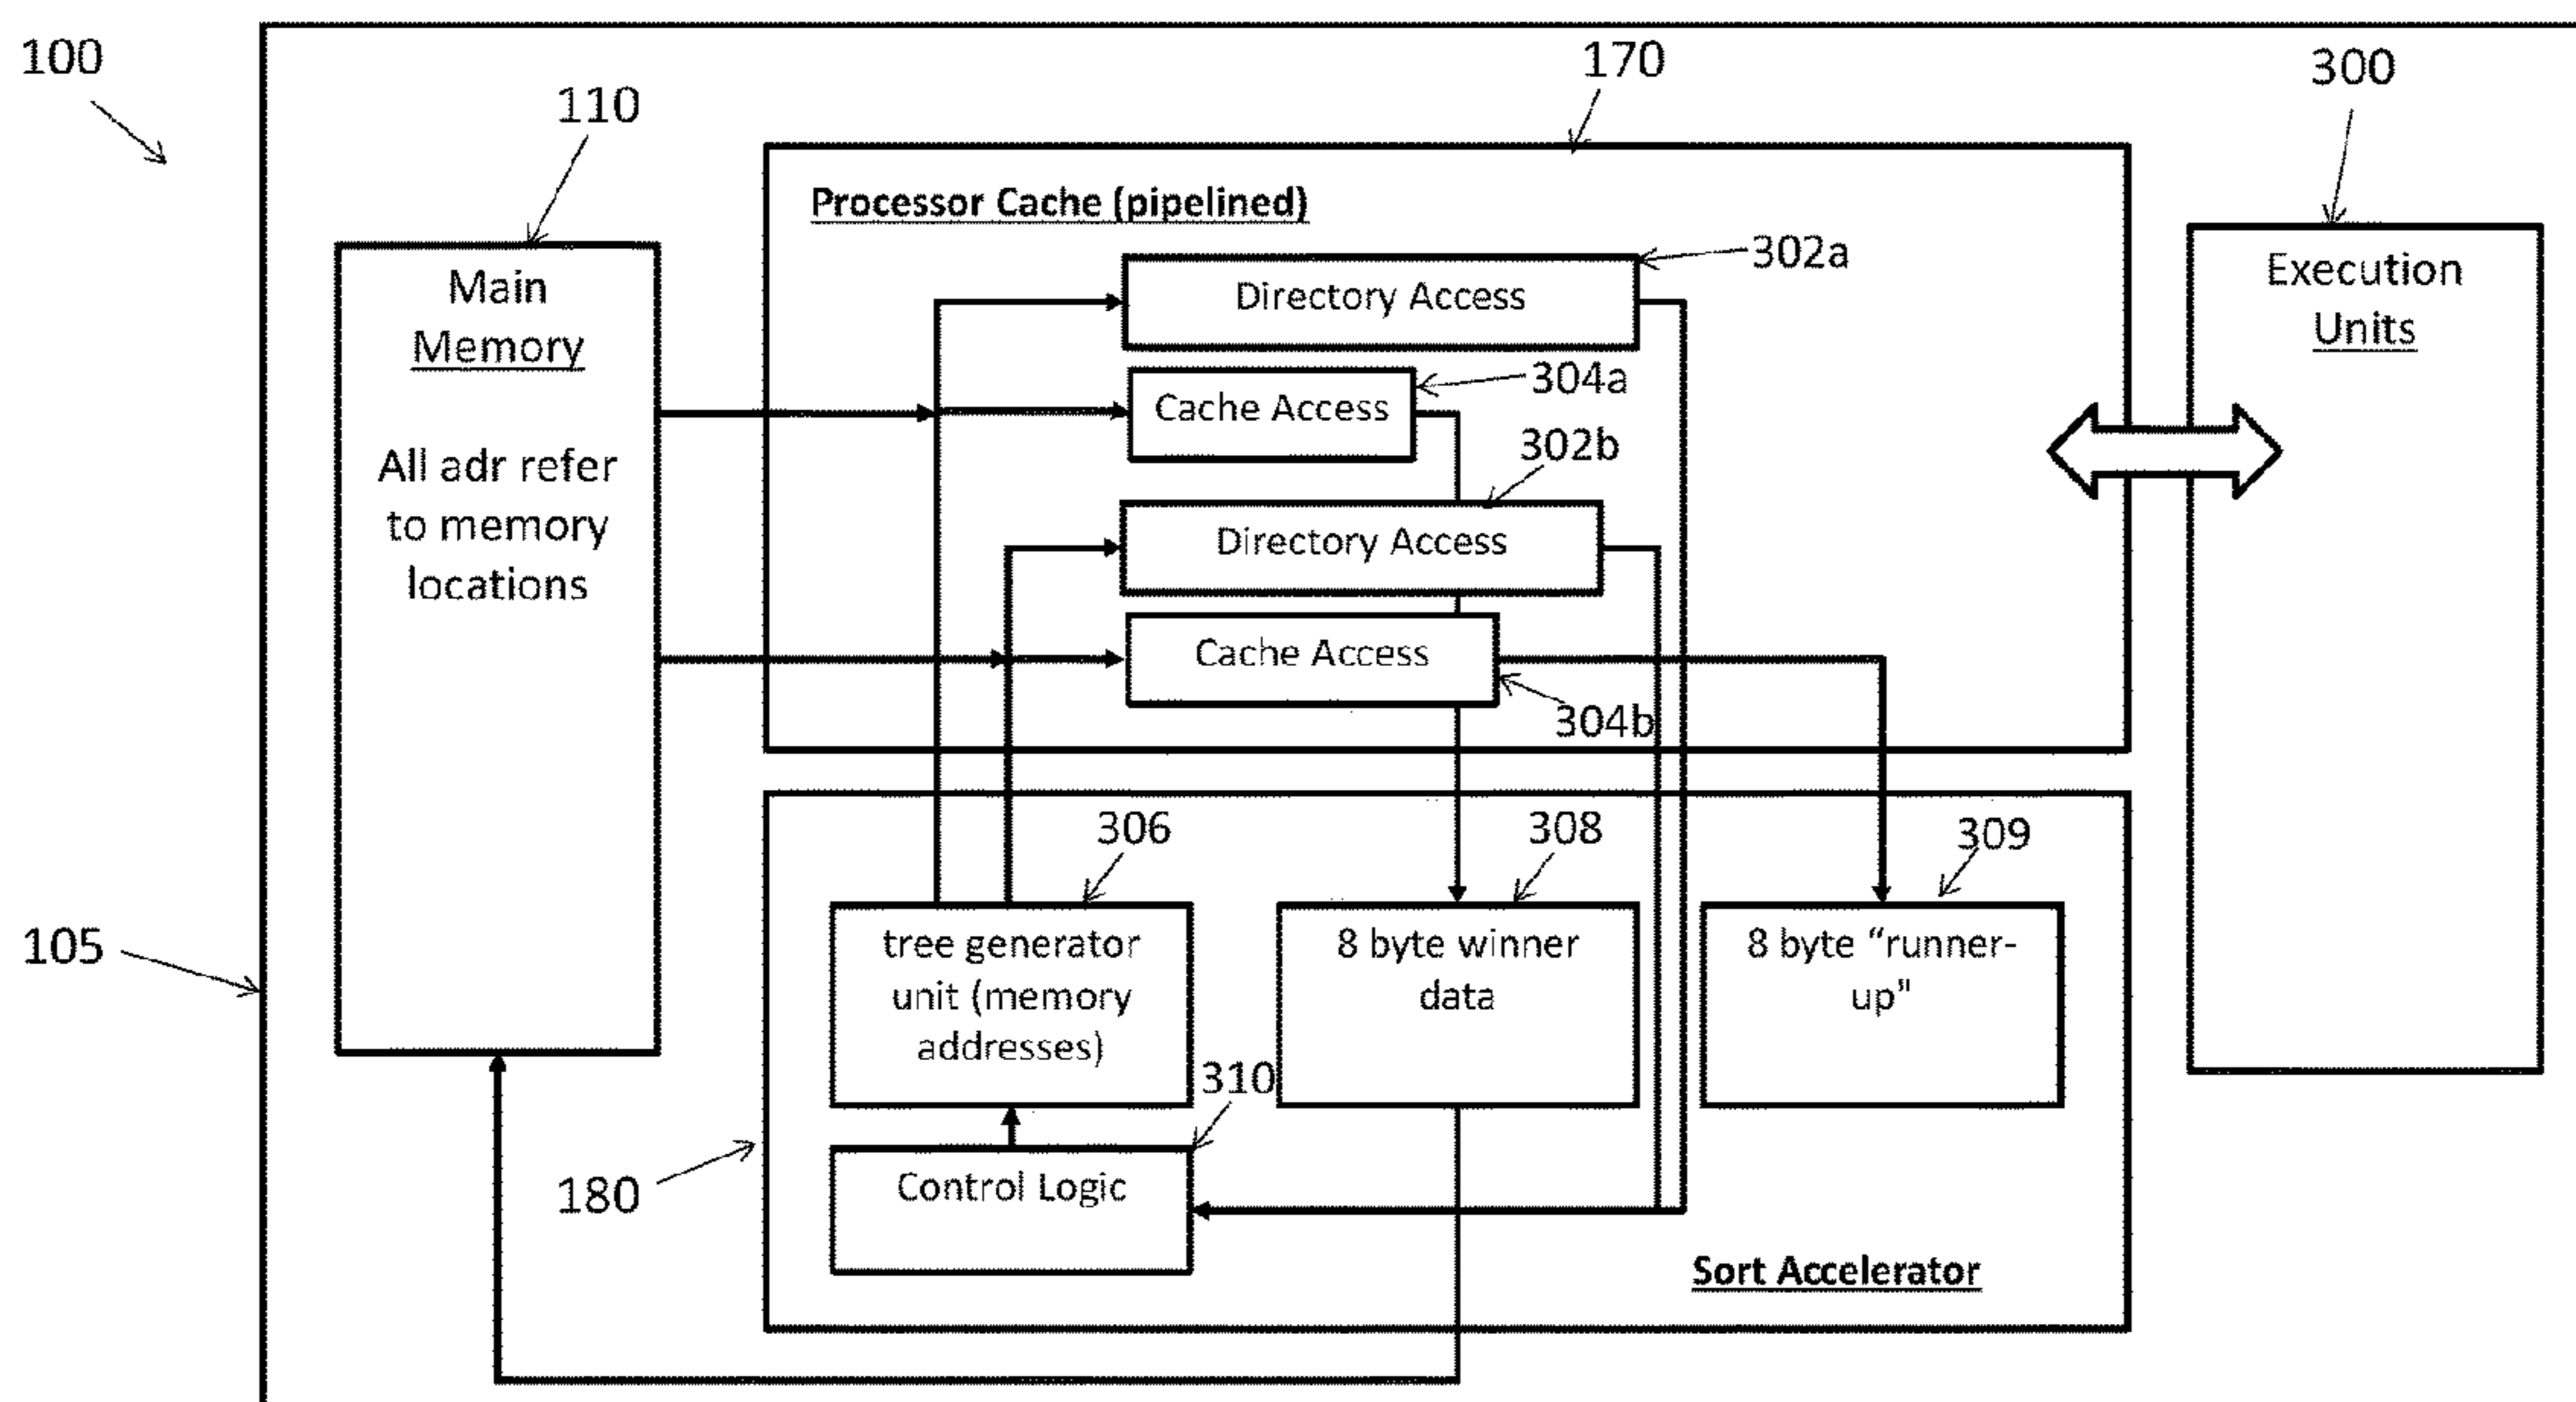 100
110
170
300
Processor Cache (pipelined)
302a
Directory Access
Main
Memory
All adr refer
to memory
locations
304a
Cache Access
302b
Directory Access
Cache Access
304b
Execution
Units
306
308
309
105
tree generator
unit (memory
addresses)
8 byte winner
data
8 byte “runner-
up"
310
Control Logic
180
Sort Accelerator